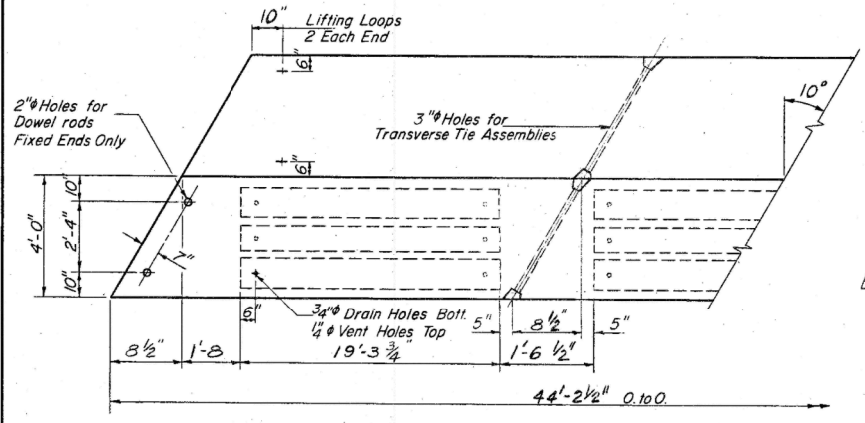 10" Lifting Loops
2 Each End
6"
2"ϕ Holes for
Dowel rods
Fixed Ends Only
3"ϕ Holes for
Transverse Tie Assemblies
10°
6"
4'-0"
10"
2'-4"
10"
7"
6"
3/4"ϕ Drain Holes Bott.
1/4"ϕ Vent Holes Top
5"
8 1/2"
5"
8 1/2"
1'-8
19'-3 3/4"
1'-6 1/2"
44'-2 1/2" O. to O.